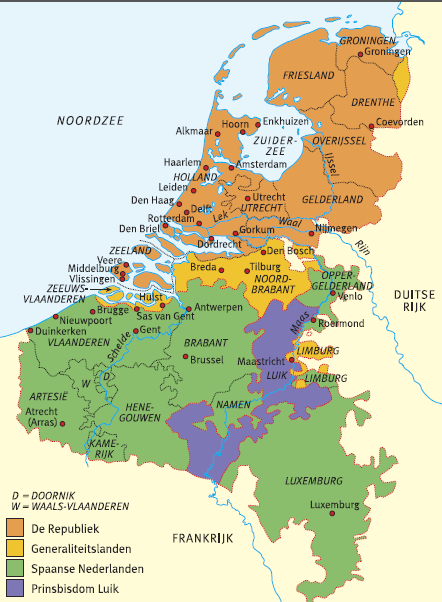 GRONINGEN-
Groningen
FRIESLAND
DRENTHE
NOORDZEE
Hoorn
Enkhuizen
Coevorden
Alkmaar
ZUIDER-
ZEE
OVERIJSSEL
IJssel
Haarlem
Amsterdam
HOLLAND
Leiden
Den Haag
Utrecht
UTRECHT
GELDERLAND
Delft
Rotterdam
Lek
Waal
Den Briel
Gorkum
Nijmegen
Rijn
Dordrecht
ZEELAND
Den Bosch
Veere
Middelburg
Vlissingen
Breda
Tilburg
NOORD-
BRABANT
OPPER
GELDERLAND
Venlo
DUITSE
RIJK
ZEEUWS-
VLAANDEREN
Hulst
Sas van Gent
Antwerpen
Brugge
Nieuwpoort
Duinkerken
VLAANDEREN
Gent
Schelde
BRABANT
Brussel
Maas
Roermond
Maastricht
LIMBURG
LUIK
LIMBURG
W
D
ARTESIË
Atrecht
(Arras)
HENE-
GOUWEN
NAMEN
KAME-
RIJK
LUXEMBURG
Luxemburg
D = DOORNIK
W = WAALS-VLAANDEREN
FRANKRIJK
De Republiek
Generaliteitslanden
Spaanse Nederlanden
Prinsbisdom Luik